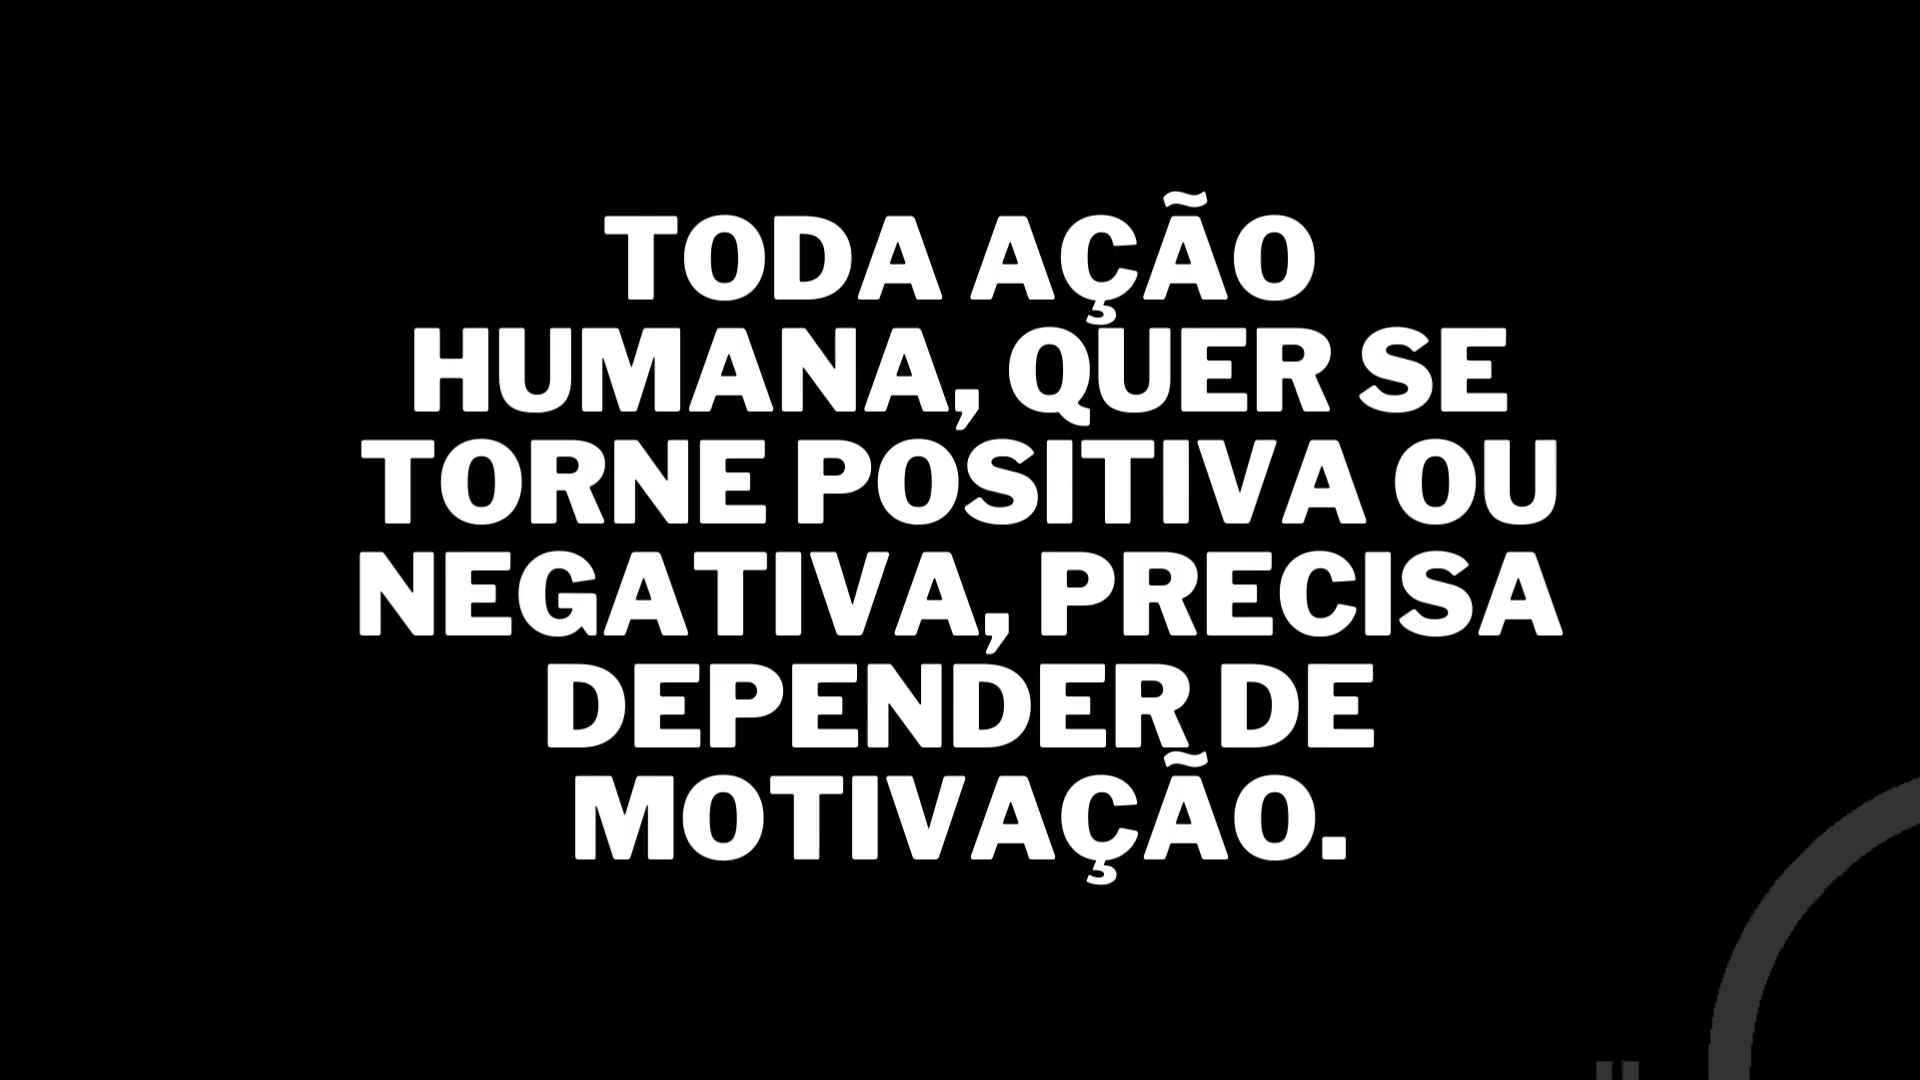 TODA AÇÃO
HUMANA, QUER SE
TORNE POSITIVA OU
NEGATIVA, PRECISA
DEPENDER DE
MOTIVAÇÃO.